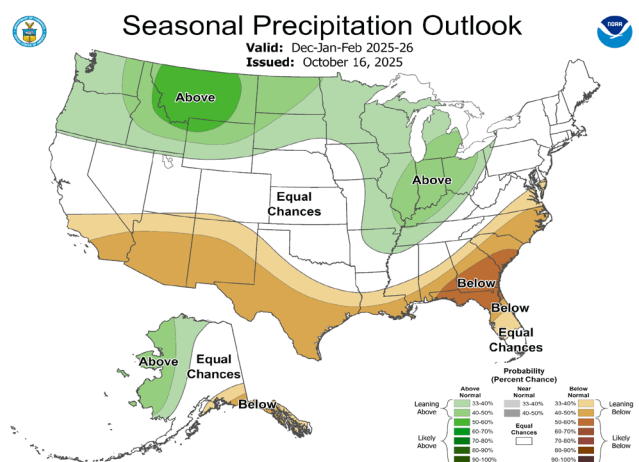 Seasonal Precipitation Outlook
Valid: Dec-Jan-Feb 2025-26
Issued: October 16, 2025
NOAA
Above
Above
Equal
Chances
Below
Below
Equal
Chances
Above
Equal
Chances
Below
Probability
(Percent Chance)
Above
Normal
Near
Normal
Below
Normal
Leaning
Above
33-40%
40-50%
50-60%
60-70%
70-80%
80-90%
90-100%
Likely
Above
33-40%
40-50%
Equal
Chances
33-40%
40-50%
50-60%
60-70%
70-80%
80-90%
90-100%
Leaning
Below
Likely
Below